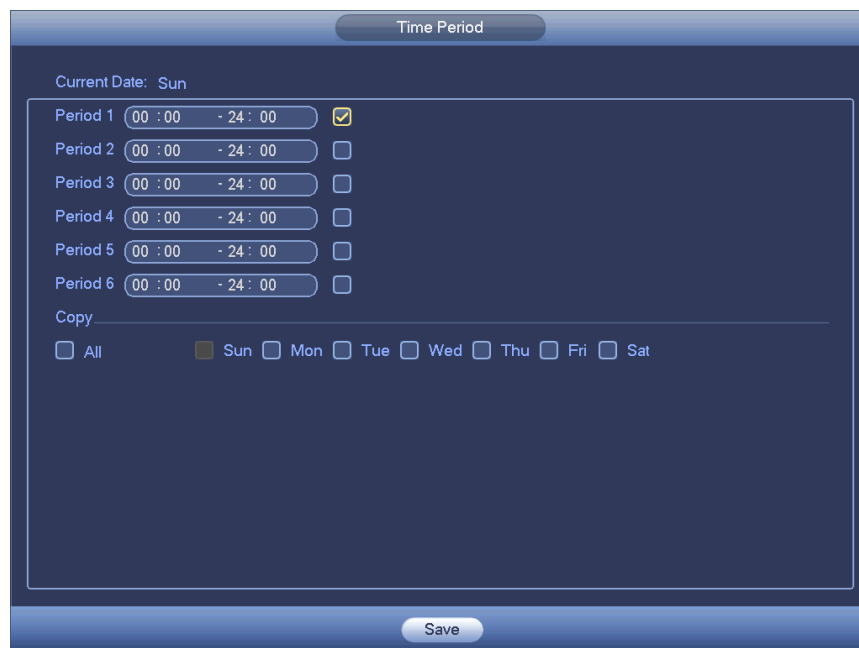 Time Period
Current Date: Sun
Period 1 00 :00 - 24 : 00
Period 2 00 :00 - 24 : 00
Period 3 00 :00 - 24 : 00
Period 4 00 :00 - 24 : 00
Period 5 00 :00 - 24 : 00
Period 6 00 :00 - 24 : 00
Copy
All Sun Mon Tue Wed Thu Fri Sat
Save